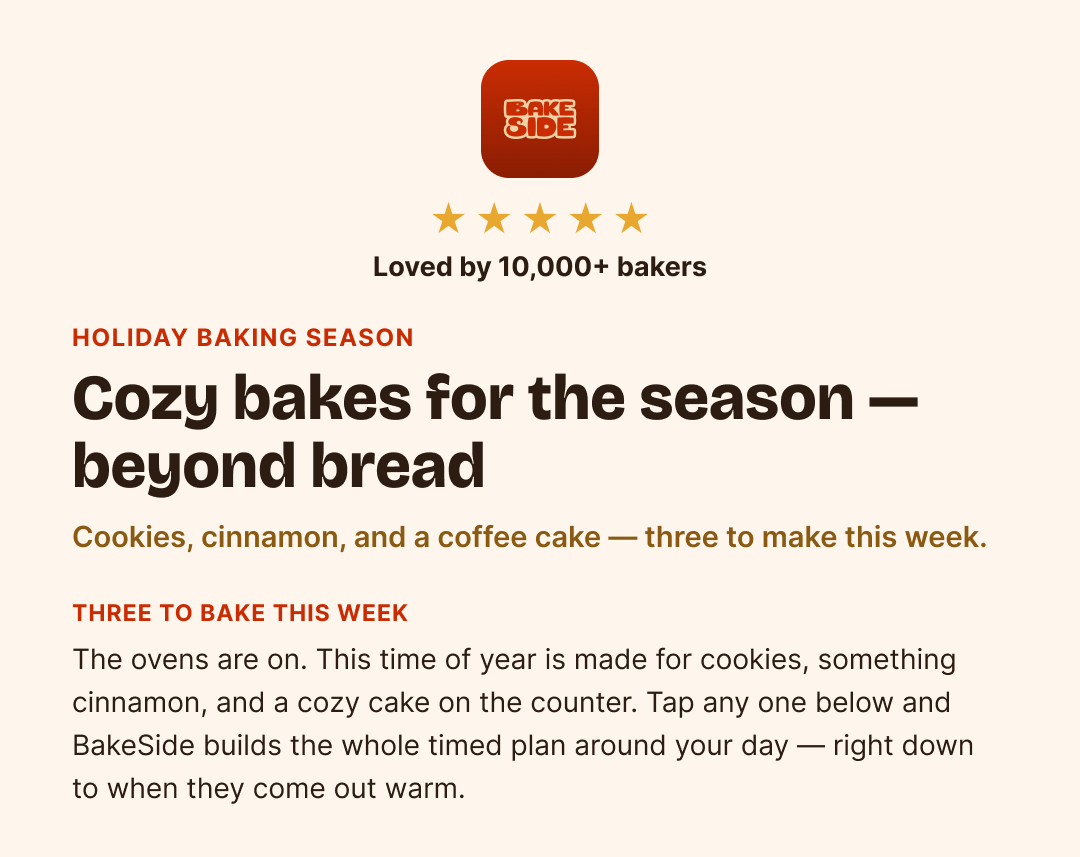 BAKE
SIDE
★ ★ ★ ★ ★
Loved by 10,000+ bakers
HOLIDAY BAKING SEASON
Cozy bakes for the season —
beyond bread
Cookies, cinnamon, and a coffee cake — three to make this week.
THREE TO BAKE THIS WEEK
The ovens are on. This time of year is made for cookies, something
cinnamon, and a cozy cake on the counter. Tap any one below and
BakeSide builds the whole timed plan around your day — right down
to when they come out warm.